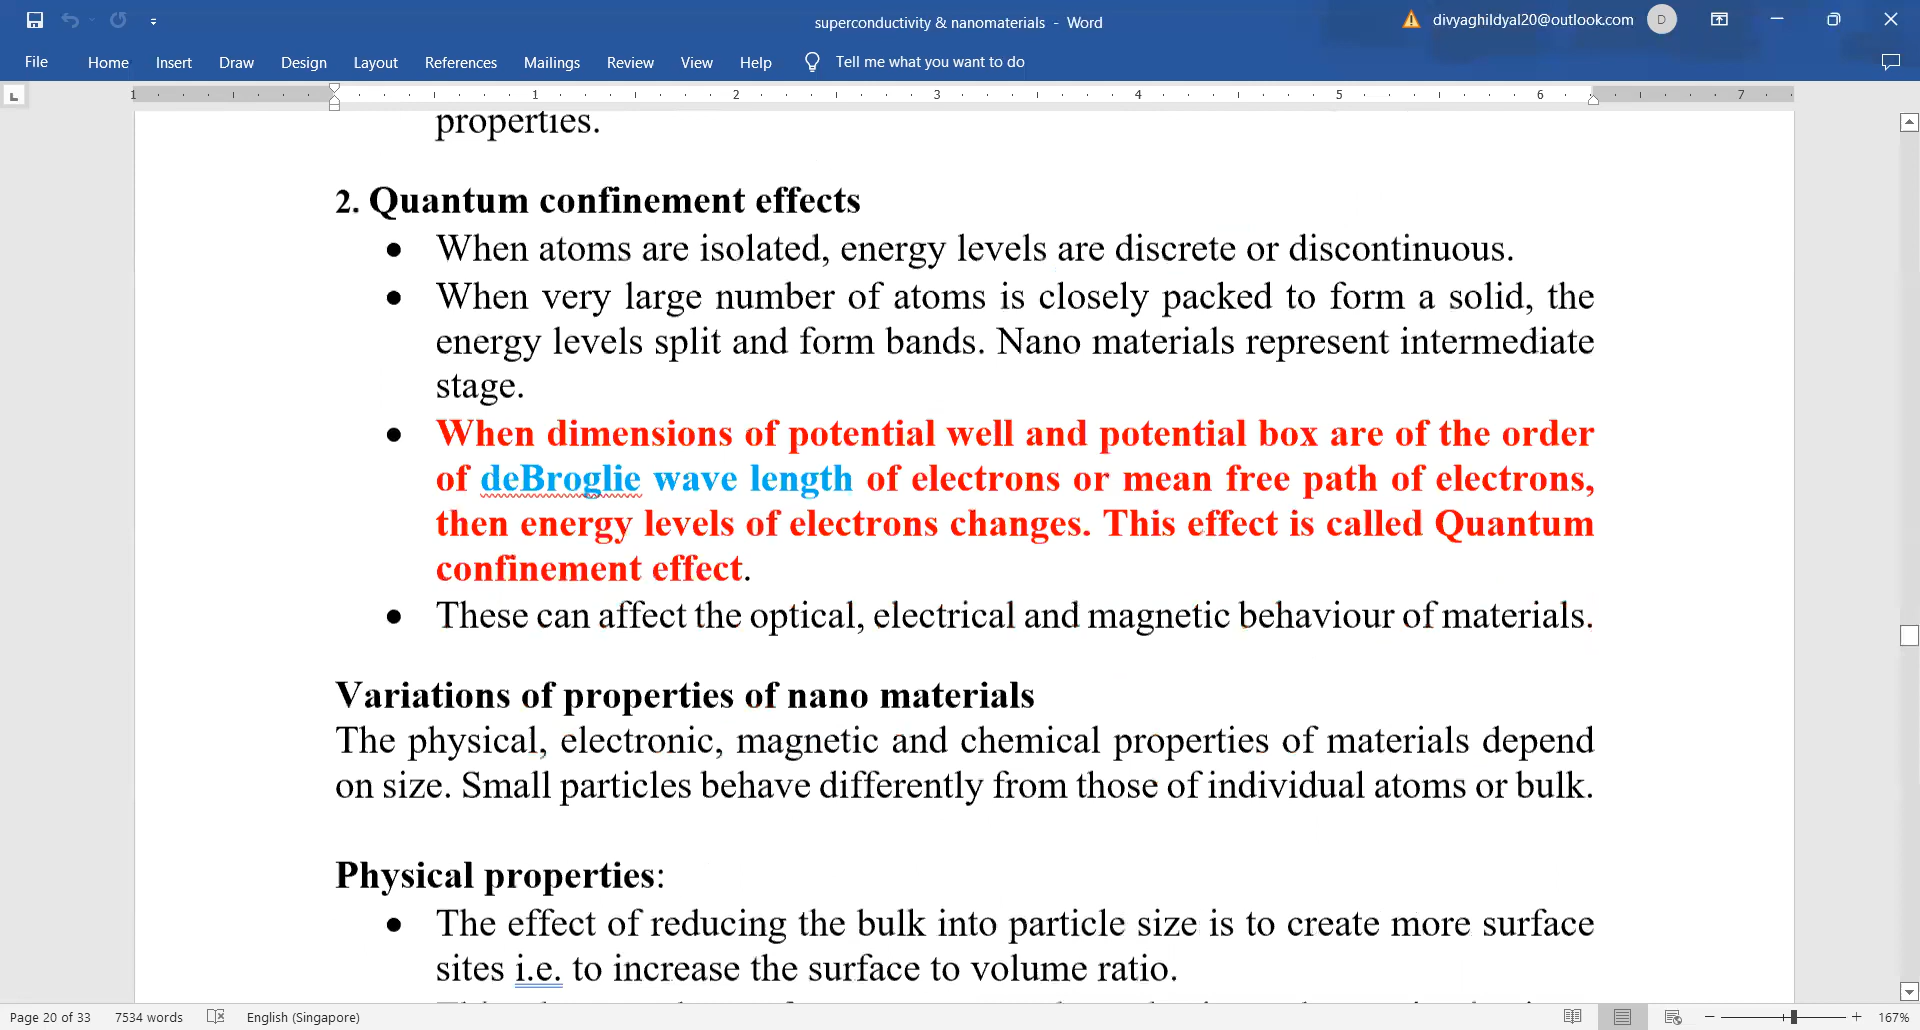 superconductivity & nanomaterials - Word
divyaghildyal20@outlook.com
D
File Home Insert Draw Design Layout References Mailings Review View Help Tell me what you want to do
L
1 1 2 3 4 5 6 7
properties.
2. Quantum confinement effects
• When atoms are isolated, energy levels are discrete or discontinuous.
• When very large number of atoms is closely packed to form a solid, the
energy levels split and form bands. Nano materials represent intermediate
stage.
• When dimensions of potential well and potential box are of the order
of deBroglie wave length of electrons or mean free path of electrons,
then energy levels of electrons changes. This effect is called Quantum
confinement effect.
• These can affect the optical, electrical and magnetic behaviour of materials.
Variations of properties of nano materials
The physical, electronic, magnetic and chemical properties of materials depend
on size. Small particles behave differently from those of individual atoms or bulk.
Physical properties:
• The effect of reducing the bulk into particle size is to create more surface
sites i.e. to increase the surface to volume ratio.
Page 20 of 33 7534 words English (Singapore) 167%